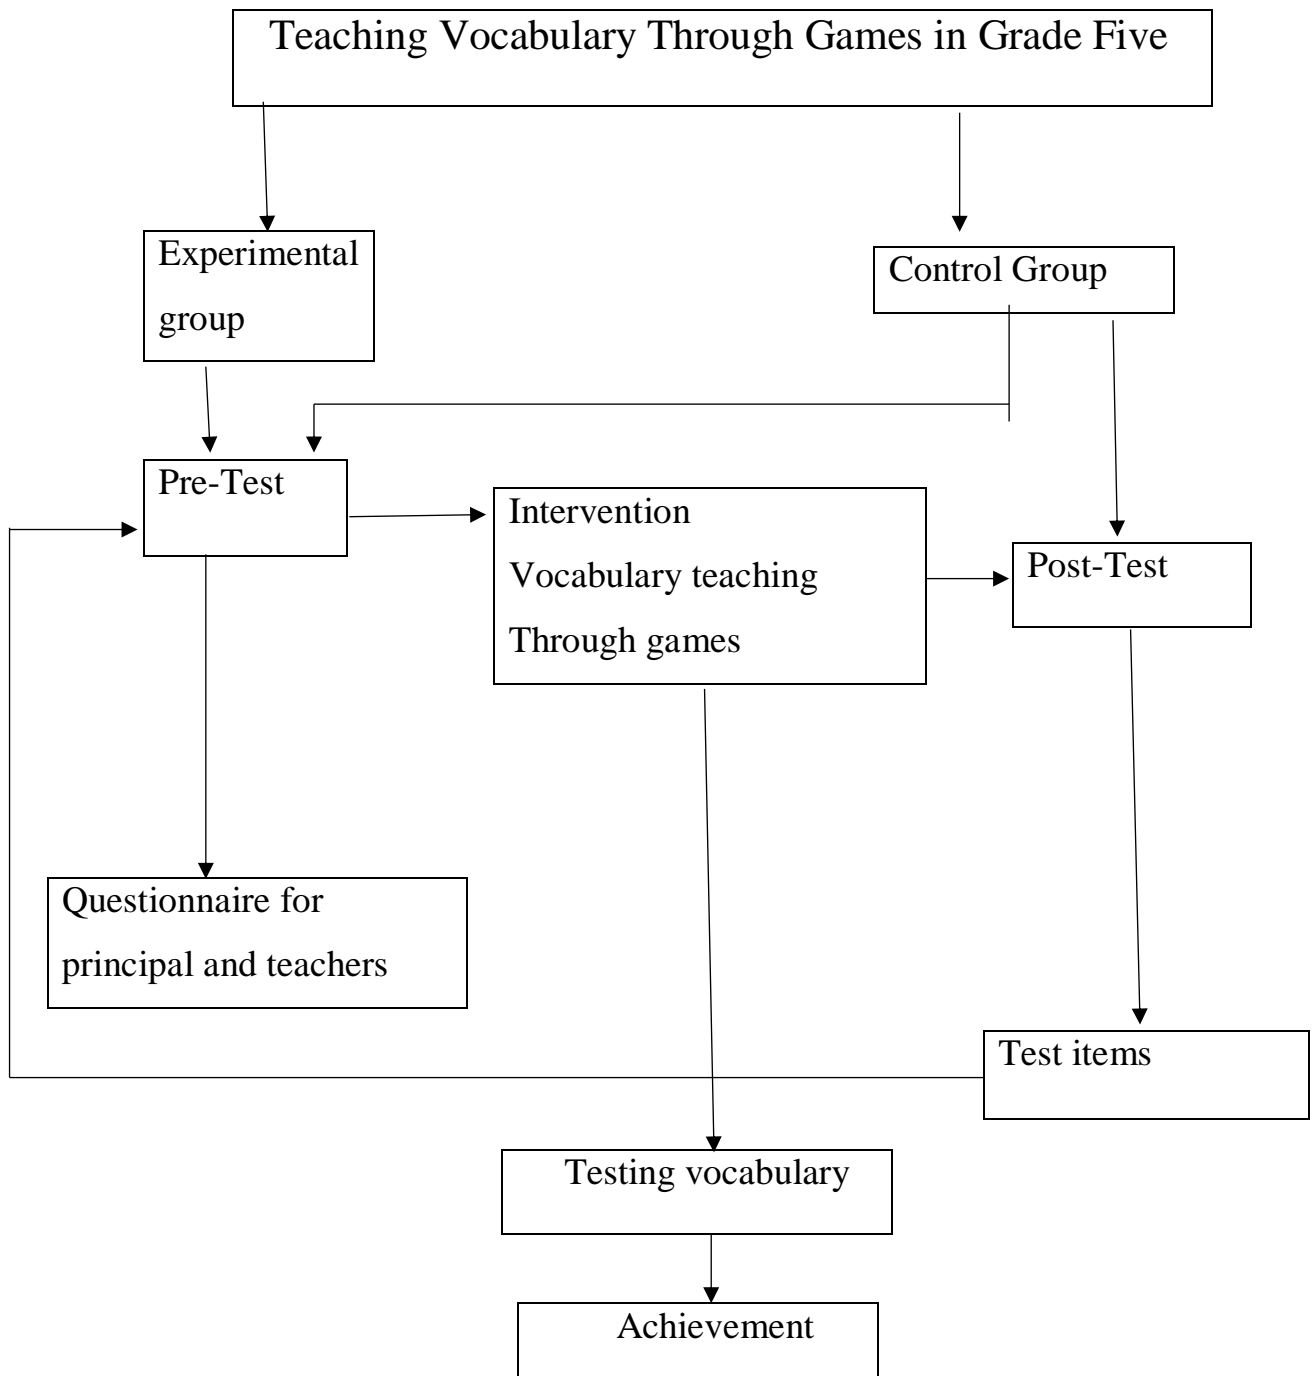 Teaching Vocabulary Through Games in Grade Five
Experimental
group
Control Group
Pre-Test
Intervention
Vocabulary teaching
Through games
Post-Test
Questionnaire for
principal and teachers
Test items
Testing vocabulary
Achievement